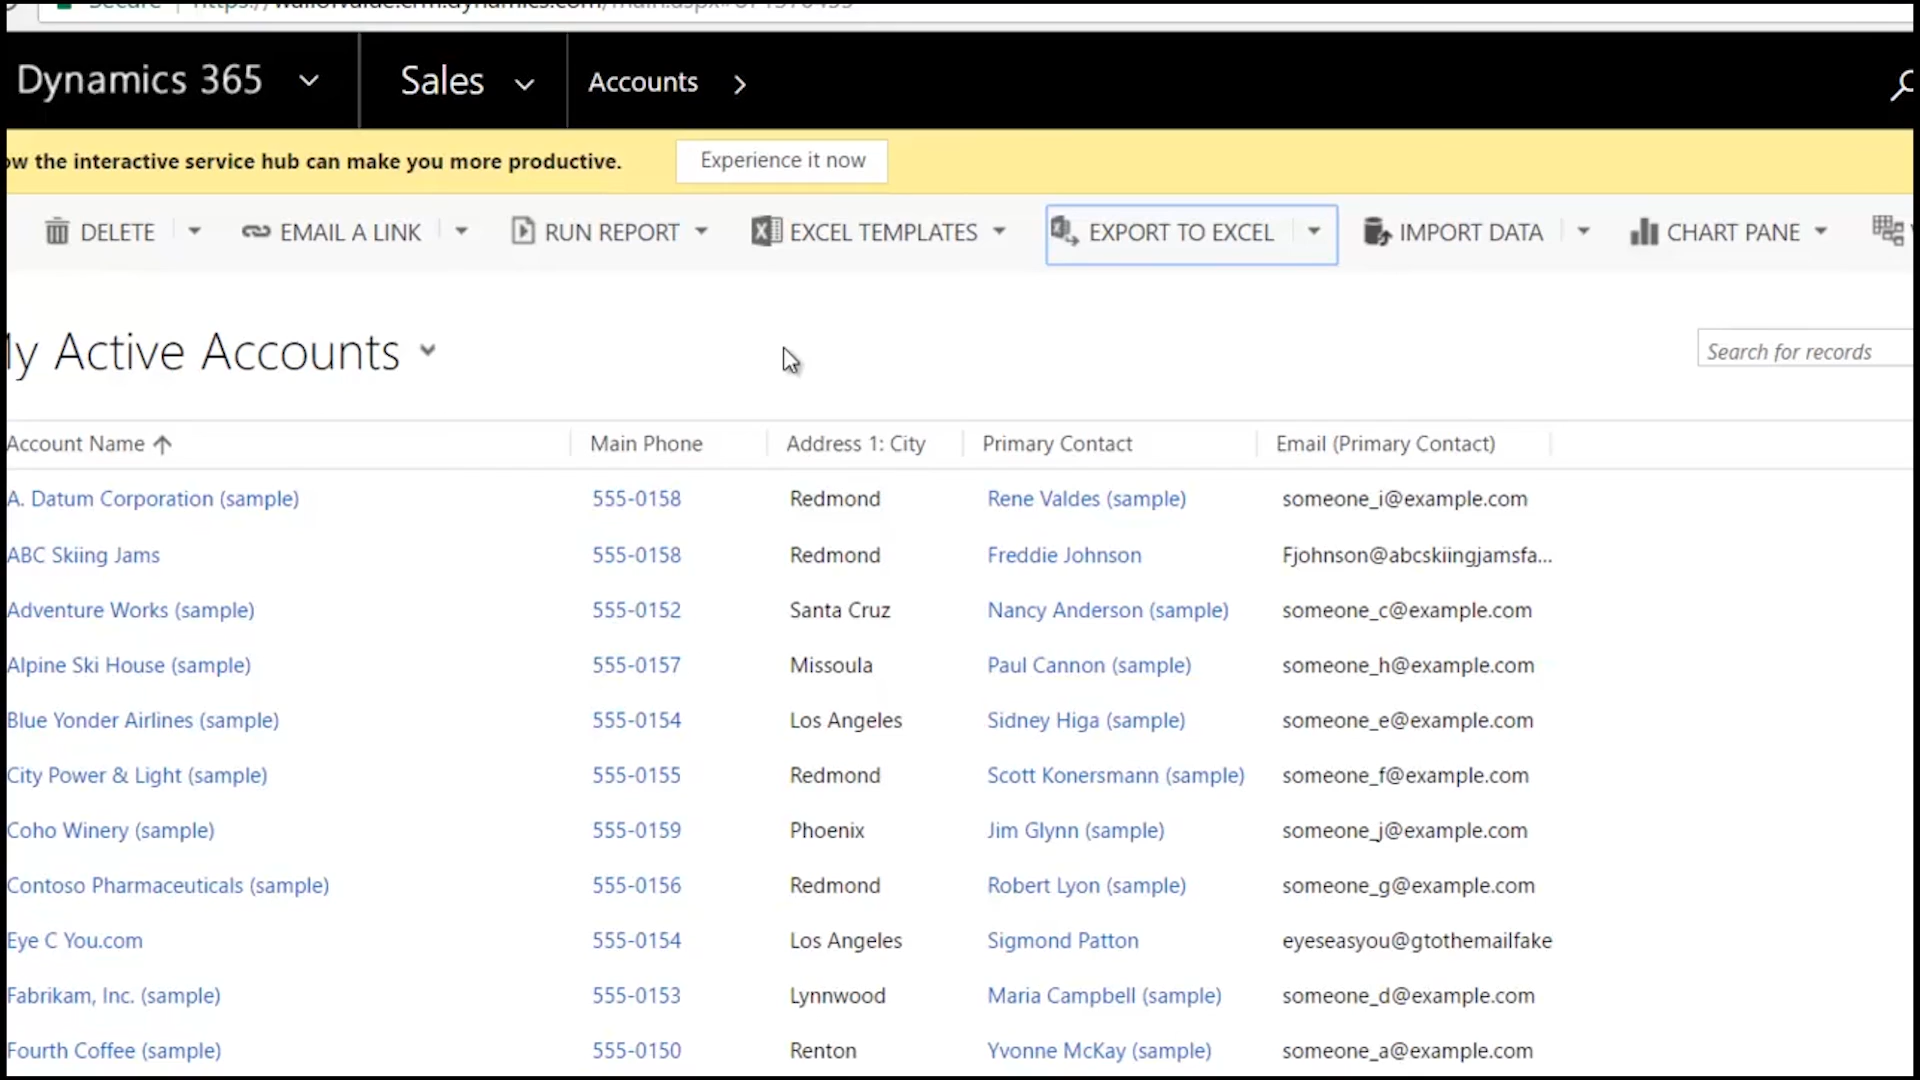 Dynamics 365 Sales Accounts
ow the interactive service hub can make you more productive. Experience it now
DELETE EMAIL A LINK RUN REPORT EXCEL TEMPLATES EXPORT TO EXCEL IMPORT DATA CHART PANE
y Active Accounts
Search for records
Account Name Main Phone Address 1: City Primary Contact Email (Primary Contact)
A. Datum Corporation (sample) 555-0158 Redmond Rene Valdes (sample) someone_i@example.com
ABC Skiing Jams 555-0158 Redmond Freddie Johnson Fjohnson@abcskiingjamsfa...
Adventure Works (sample) 555-0152 Santa Cruz Nancy Anderson (sample) someone_c@example.com
Alpine Ski House (sample) 555-0157 Missoula Paul Cannon (sample) someone_h@example.com
Blue Yonder Airlines (sample) 555-0154 Los Angeles Sidney Higa (sample) someone_e@example.com
City Power & Light (sample) 555-0155 Redmond Scott Konersmann (sample) someone_f@example.com
Coho Winery (sample) 555-0159 Phoenix Jim Glynn (sample) someone_j@example.com
Contoso Pharmaceuticals (sample) 555-0156 Redmond Robert Lyon (sample) someone_g@example.com
Eye C You.com 555-0154 Los Angeles Sigmond Patton eyeseasyou@gtothemailfake
Fabrikam, Inc. (sample) 555-0153 Lynnwood Maria Campbell (sample) someone_d@example.com
Fourth Coffee (sample) 555-0150 Renton Yvonne McKay (sample) someone_a@example.com